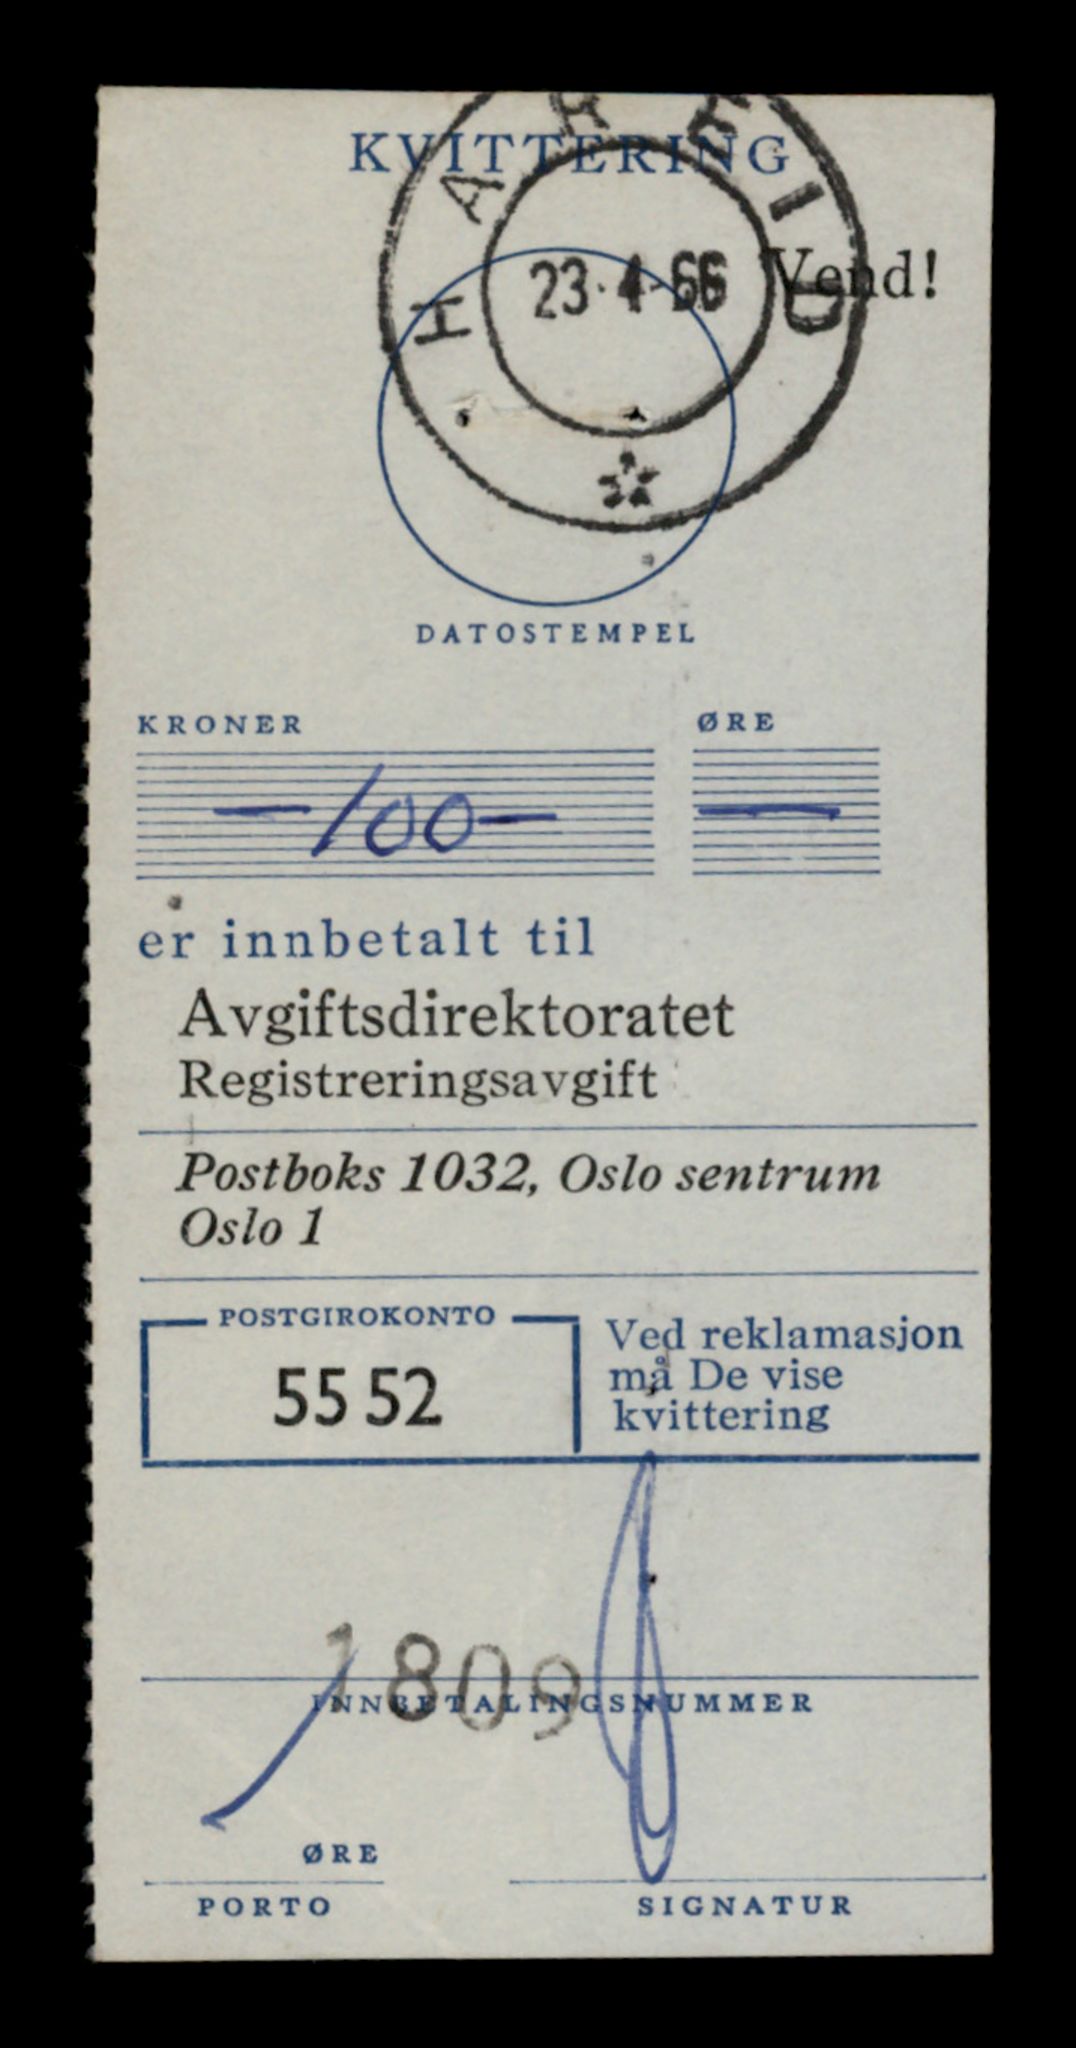 KVITTERING
HAREID
23·4-66
Vend!
DATOSTEMPEL
KRONER ØRE
—100— —
er innbetalt til
Avgiftsdirektoratet
Registreringsavgift
Postboks 1032, Oslo sentrum
Oslo 1
POSTGIROKONTO
55 52
Ved reklamasjon
må De vise
kvittering
1809
INNBETALINGSNUMMER
ØRE
PORTO
SIGNATUR